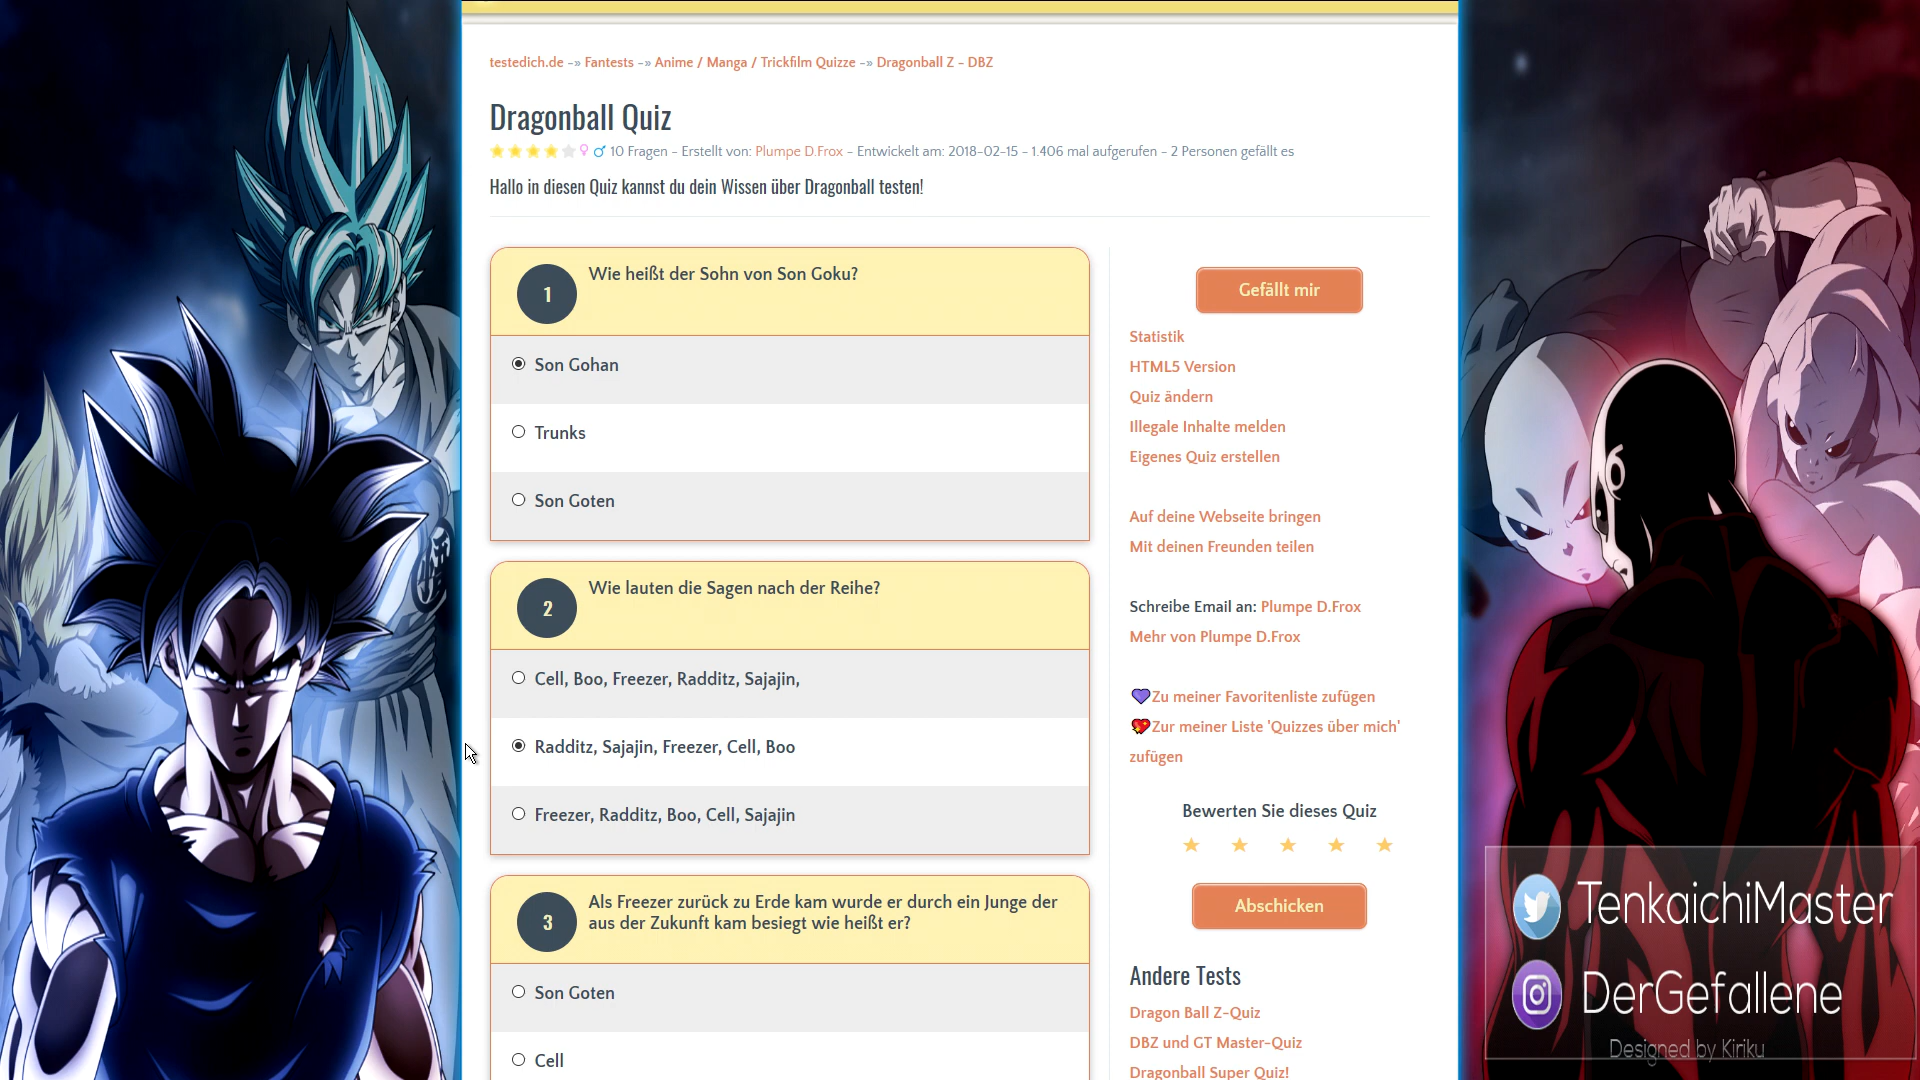 testedich.de -» Fantests -» Anime / Manga / Trickfilm Quizze -» Dragonball Z - DBZ
Dragonball Quiz
10 Fragen - Erstellt von: Plumpe D.Frox - Entwickelt am: 2018-02-15 - 1.406 mal aufgerufen - 2 Personen gefällt es
Hallo in diesen Quiz kannst du dein Wissen über Dragonball testen!
1
Wie heißt der Sohn von Son Goku?
Son Gohan
Trunks
Son Goten
2
Wie lauten die Sagen nach der Reihe?
Cell, Boo, Freezer, Radditz, Sajajin,
Radditz, Sajajin, Freezer, Cell, Boo
Freezer, Radditz, Boo, Cell, Sajajin
3
Als Freezer zurück zu Erde kam wurde er durch ein Junge der
aus der Zukunft kam besiegt wie heißt er?
Son Goten
Cell
Gefällt mir
Statistik
HTML5 Version
Quiz ändern
Illegale Inhalte melden
Eigenes Quiz erstellen
Auf deine Webseite bringen
Mit deinen Freunden teilen
Schreibe Email an: Plumpe D.Frox
Mehr von Plumpe D.Frox
Zu meiner Favoritenliste zufügen
Zur meiner Liste 'Quizzes über mich'
zufügen
Bewerten Sie dieses Quiz
Abschicken
Andere Tests
Dragon Ball Z-Quiz
DBZ und GT Master-Quiz
Dragonball Super Quiz!
TenkaichiMaster
DerGefallene
Designed by Kiriku